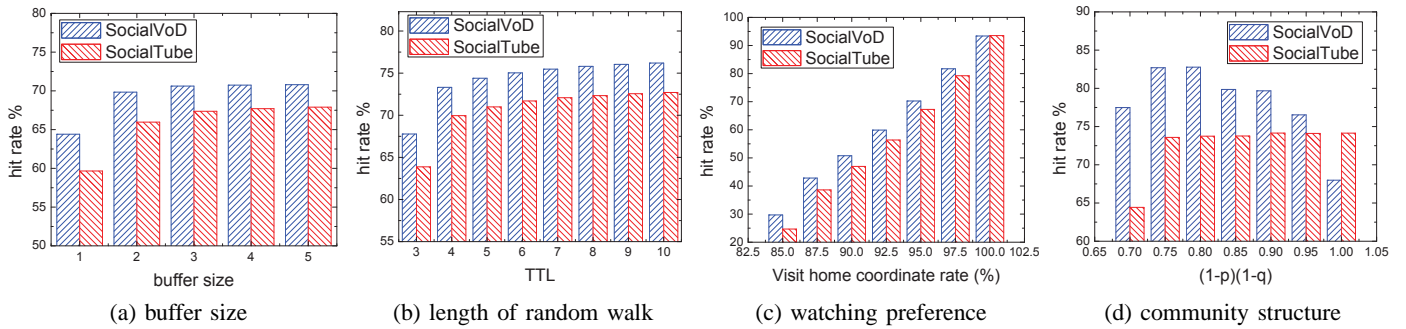 80
75
70
65
60
55
50
hit rate %
SocialVoD
SocialTube
1 2 3 4 5
buffer size
(a) buffer size
80
75
70
65
60
55
hit rate %
SocialVoD
SocialTube
3 4 5 6 7 8 9 10
TTL
(b) length of random walk
100
90
80
70
60
50
40
30
20
hit rate %
SocialVoD
SocialTube
82.5 85.0 87.5 90.0 92.5 95.0 97.5 100.0 102.5
Visit home coordinate rate (%)
(c) watching preference
90
85
80
75
70
65
60
hit rate %
SocialVoD
SocialTube
0.65 0.70 0.75 0.80 0.85 0.90 0.95 1.00 1.05
(1-p)(1-q)
(d) community structure